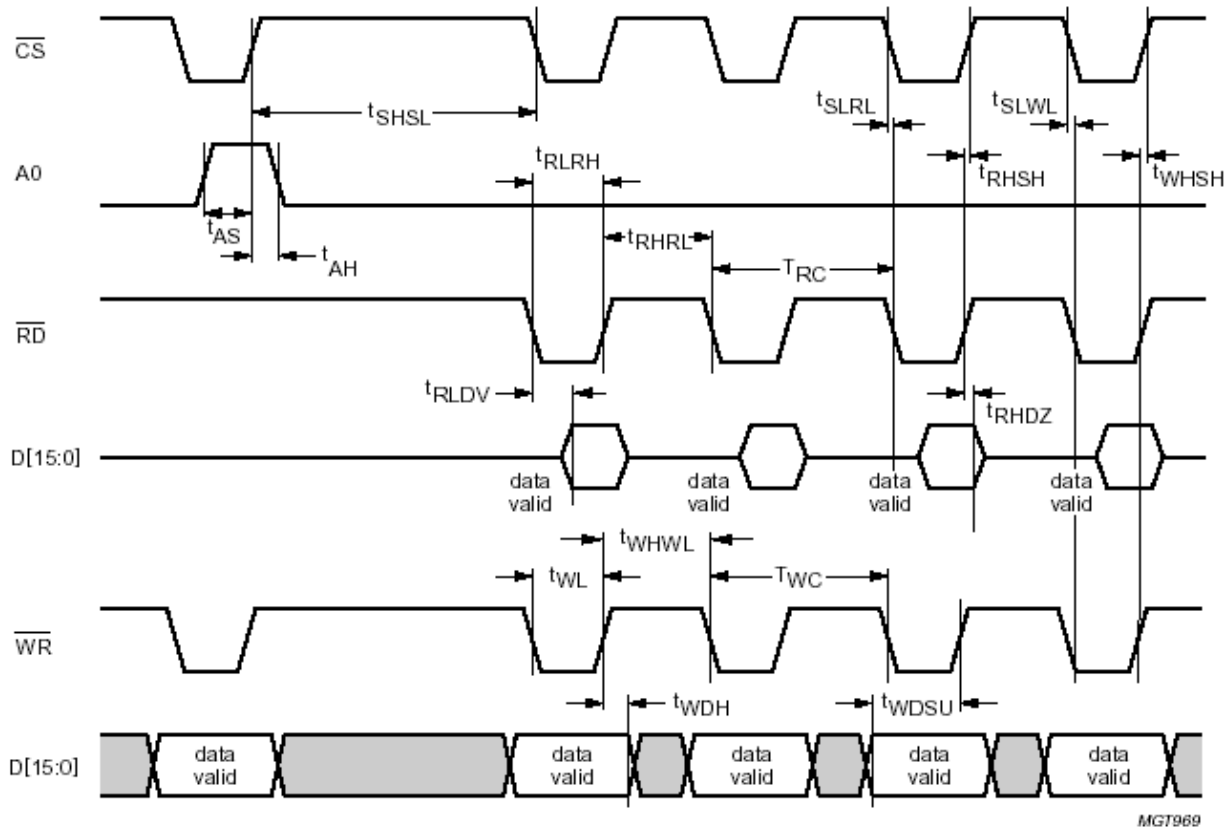 CS
tSHSL
tSLRL
tSLWL
A0
tRLRH
tRHSH
tWHSH
tAS
tAH
tRHRL
TRC
RD
tRLDV
tRHDZ
D[15:0]
data valid
data valid
data valid
data valid
tWHWL
tWL
TWC
WR
tWDH
tWDSU
D[15:0]
data valid
data valid
data valid
data valid
data valid
MGT969